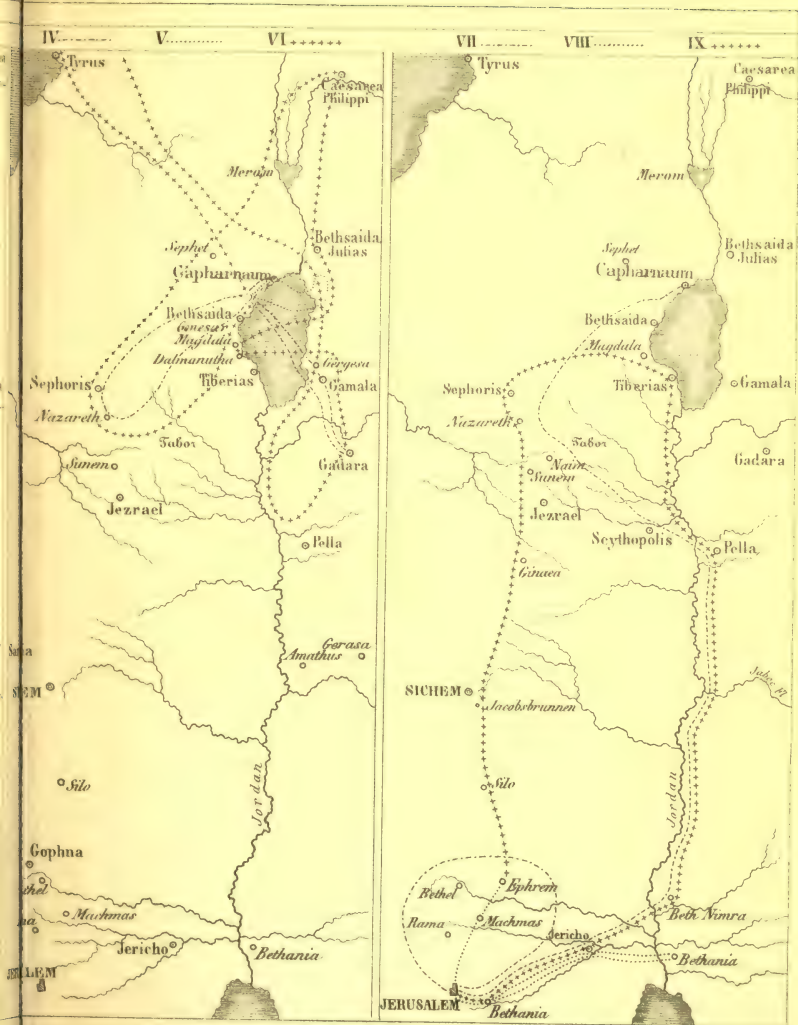 IV
V
VI
Tyrus
Caesarea
Philippi
Merom
Sephet
Bethsaida
Julias
Capharnaum
Bethsaida
Genesar
Magdala
Dalmanutha
Tiberias
Gergesa
Gamala
Sephoris
Nazareth
Tabor
Gadara
Sunem
Jezrael
Pella
Gerasa
Amathus
Silo
Jordan
Gophna
Machmas
Jericho
Bethania
VII
VIII
IX
Tyrus
Caesarea
Philippi
Merom
Sephet
Bethsaida
Julias
Capharnaum
Bethsaida
Magdala
Tiberias
Gamala
Sephoris
Nazareth
Tabor
Naim
Sunem
Gadara
Jezrael
Scythopolis
Pella
Ginaea
SICHEM
Jacobsbrunnen
Jaboc Fl
Silo
Jordan
Bethel
Ephrem
Rama
Machmas
Beth Nimra
Jericho
Bethania
JERUSALEM
Bethania